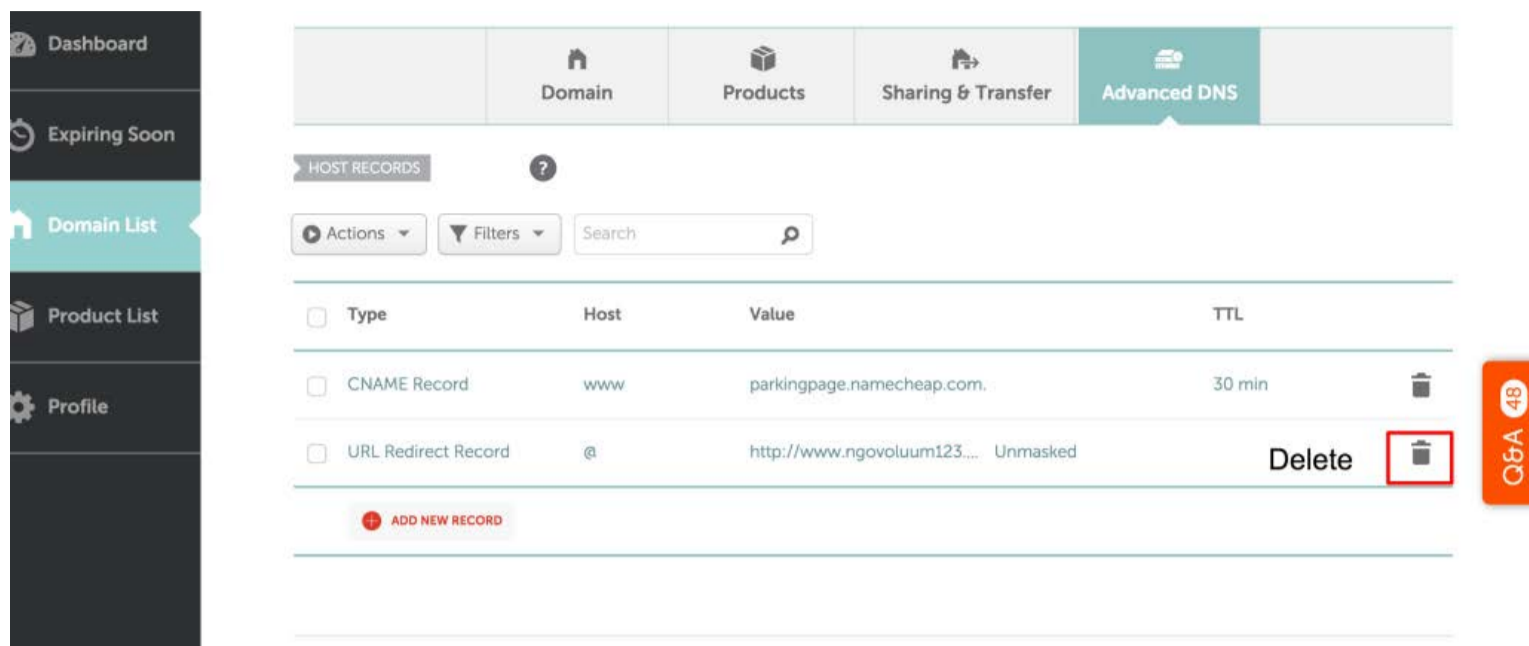 Dashboard
Expiring Soon
Domain List
Product List
Profile
Domain
Products
Sharing & Transfer
Advanced DNS
HOST RECORDS
?
Actions
Filters
Search
Type Host Value TTL
CNAME Record www parkingpage.namecheap.com. 30 min
URL Redirect Record @ http://www.ngovoluum123.... Unmasked Delete
ADD NEW RECORD
Q&A 48